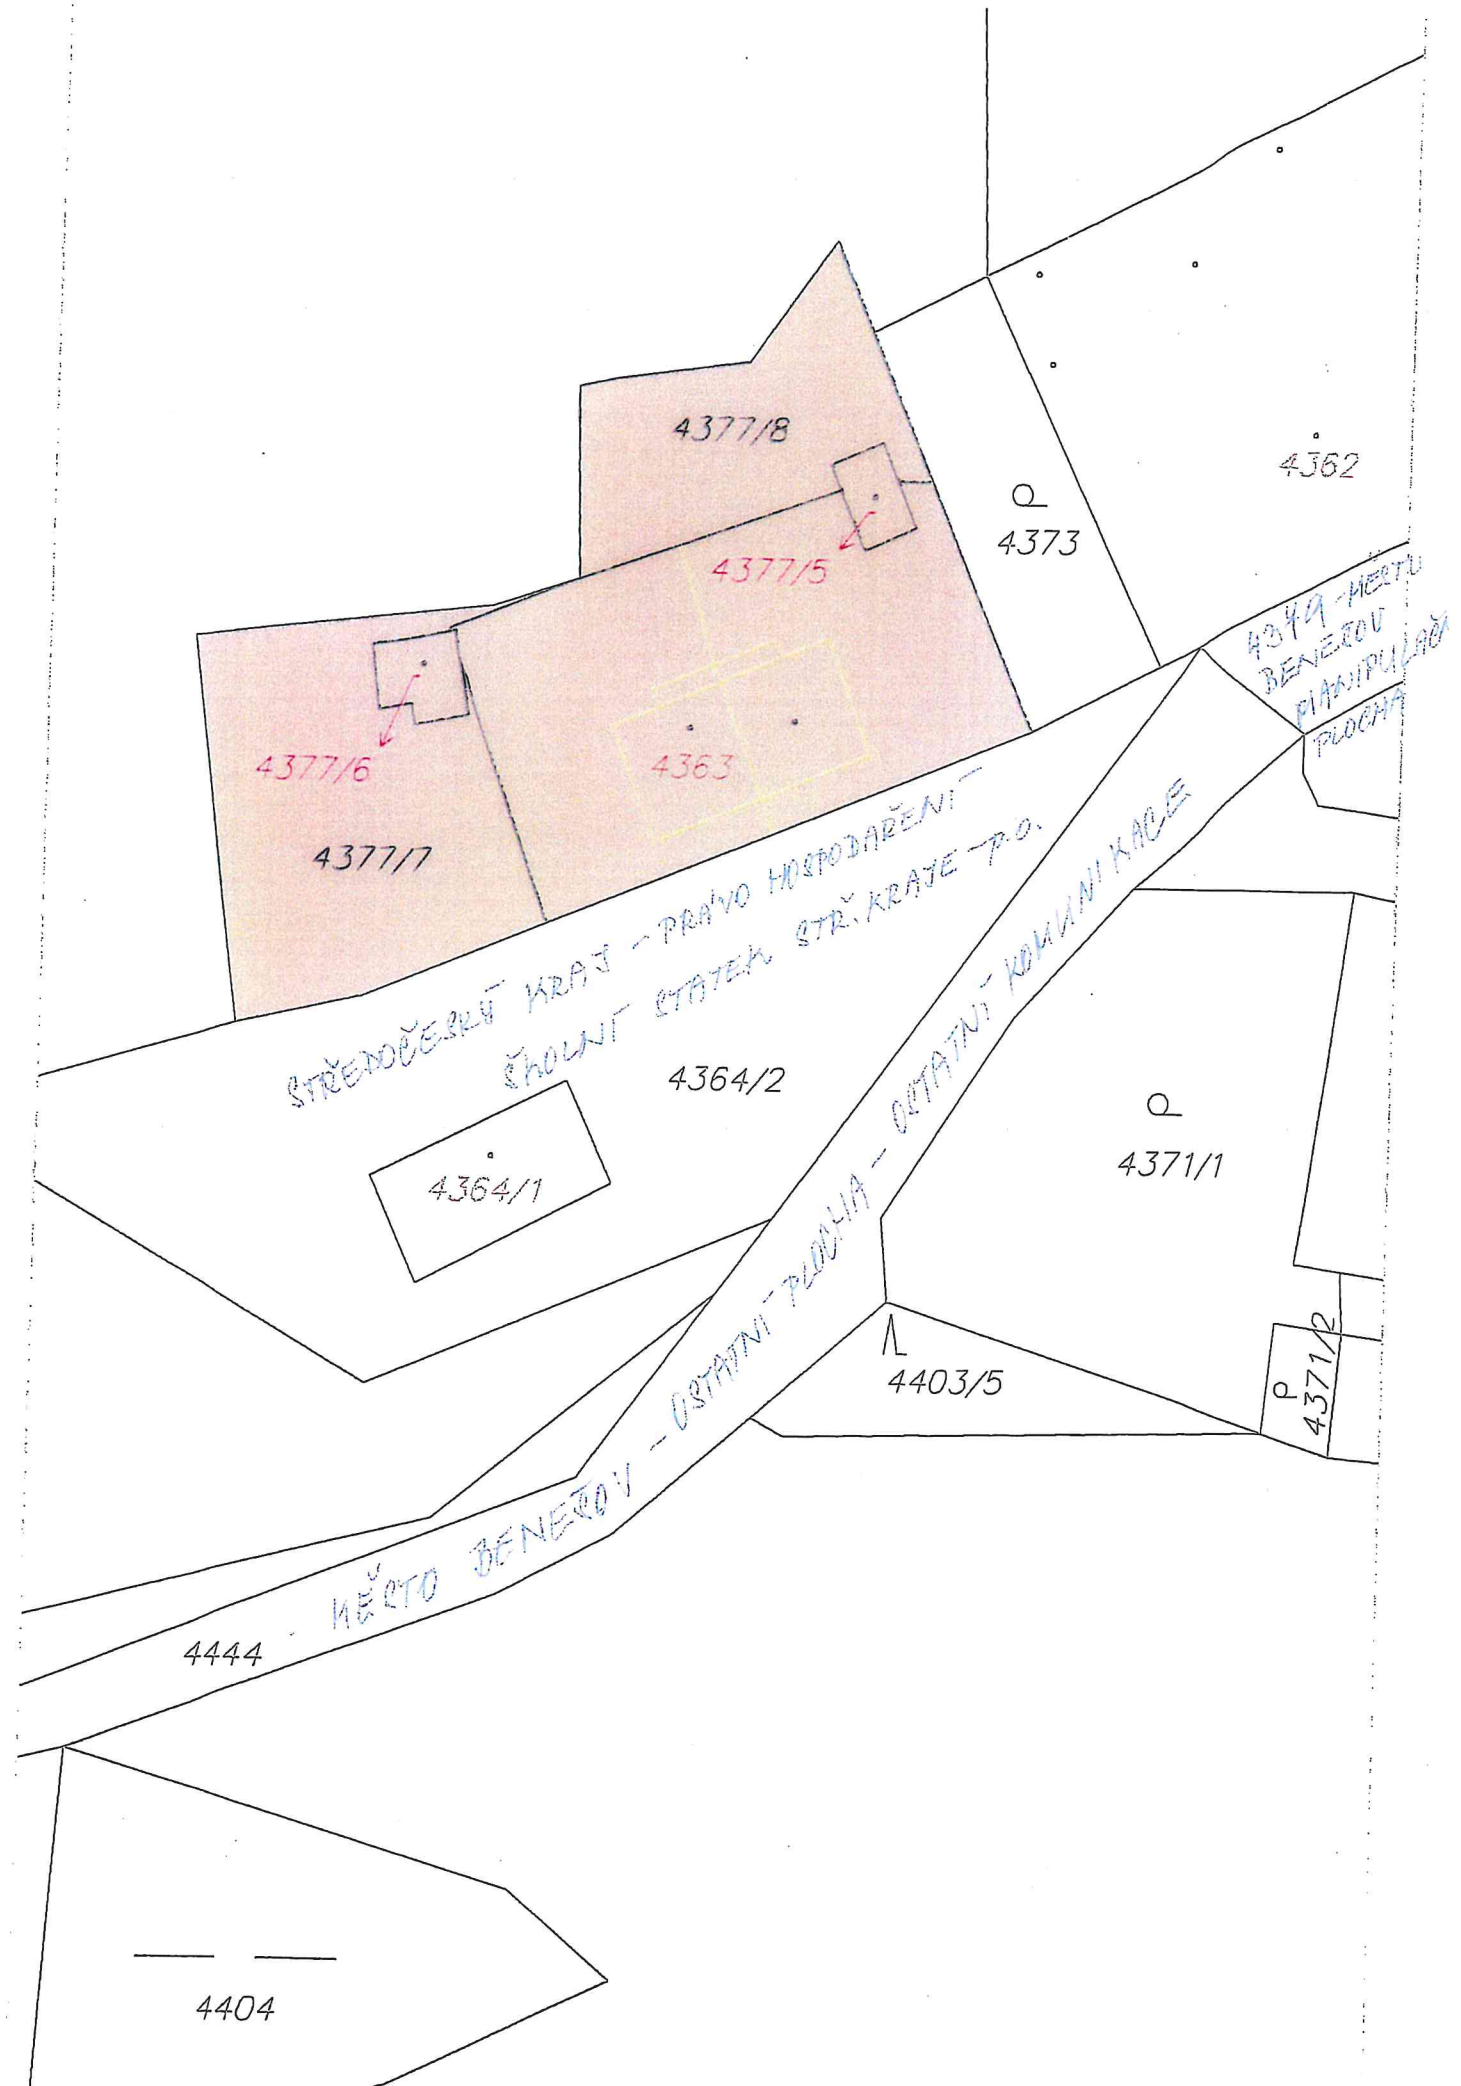 4377/8
4362
4373
4377/5
4349 - MĚSTO
BENEŠOV
MANIPULAČNÍ
PLOCHA
4377/6
4363
4377/7
STŘEDOČESKÝ KRAJ - PRÁVO HOSPODAŘENÍ
ŠKOLNÍ STATEK STŘ. KRAJE - P.O.
4364/2
4371/1
4364/1
4371/2
4403/5
4444 - MĚSTO BENEŠOV - OSTATNÍ PLOCHA - OSTATNÍ KOMUNIKACE
4404